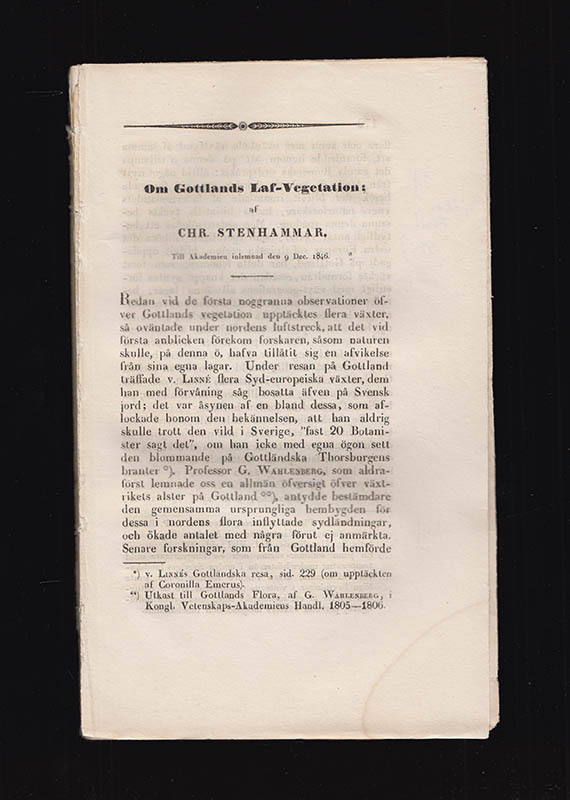 Om Gottlands Laf-Vegetation;
af
CHR. STENHAMMAR.
Till Akademien inlemnad den 9 Dec. 1846.
Redan vid de första noggranna observationer öf-
ver Gottlands vegetation upptäcktes flera växter,
så oväntade under nordens luftstreck, att det vid
första anblicken förekom forskaren, såsom naturen
skulle, på denna ö, hafva tillåtit sig en afvikelse
från sina egna lagar. Under resan på Gottland
träffade v. LINNÉ flera Syd-europeiska växter, dem
han med förvåning såg bosatta äfven på Svensk
jord; det var åsynen af en bland dessa, som af-
lockade honom den bekännelsen, att han aldrig
skulle trott den vild i Sverige, "fast 20 Botani-
ster sagt det", om han icke med egna ögon sett
den blommande på Gottländska Thorsburgens
branter *). Professor G. WAHLENBERG, som aldra-
först lemnade oss en allmän öfversigt öfver växt-
rikets alster på Gottland **), antydde bestämdare
den gemensamma ursprungliga hembygden för
dessa i nordens flora inflyttade sydländningar,
och ökade antalet med några förut ej anmärkta.
Senare forskningar, som från Gottland hemförde
*) v. LINNÉS Gottlandska resa, sid. 229 (om upptäckten
af Coronilla Emerus).
**) Utkast till Gottlands Flora, af G. WAHLENBERG, i
Kongl. Vetenskaps-Akademiens Handl. 1805—1806.